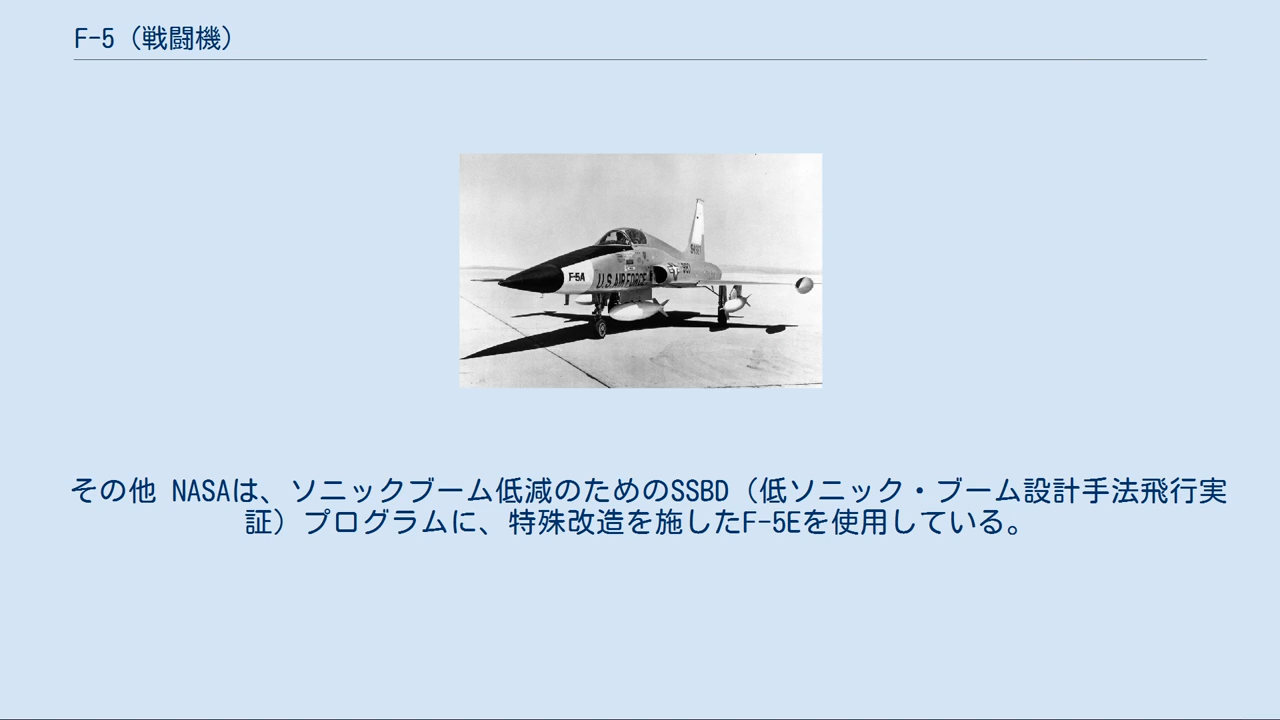 F-5（戦闘機）
F-5A
U.S. AIR FORCE
その他 NASAは、ソニックブーム低減のためのSSBD（低ソニック・ブーム設計手法飛行実
証）プログラムに、特殊改造を施したF-5Eを使用している。